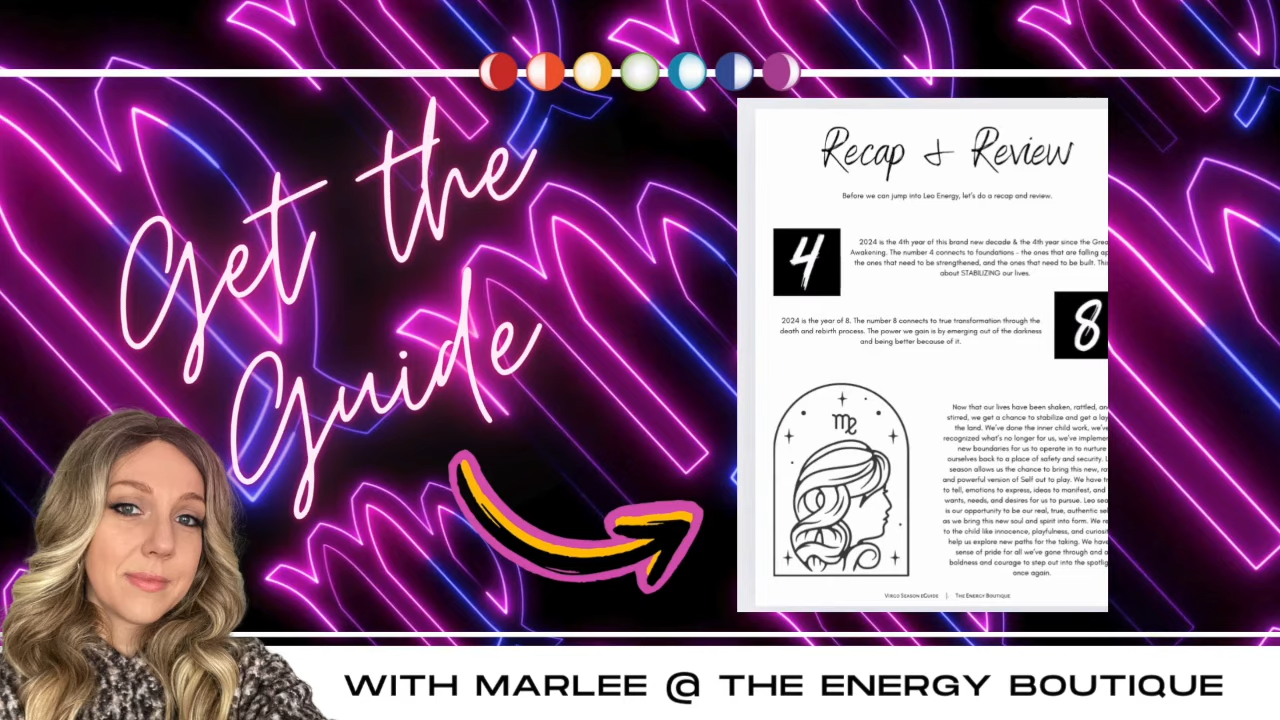 Get the
Guide
Recap & Review
Before we can jump into Leo Energy, let's do a recap and review.
4
2024 is the 4th year of this brand new decade & the 4th year since the
Awakening. The number 4 connects to foundations - the ones that are falling
the ones that need to be strengthened, and the ones that need to be built.
about STABILIZING our lives.
2024 is the year of 8. The number 8 connects to true transformation through the
death and rebirth process. The power we gain is by emerging out of the darkness
and being better because of it.
8
Now that our lives have been shaken, rattled,
stirred, we get a chance to stabilize and get a
the land. We've done the inner child work,
recognized what's no longer for us, we've
new boundaries for us to operate in to nurture
ourselves back to a place of safety and security.
season allows us the chance to bring this new,
and powerful version of Self out to play. We have
to tell, emotions to express, ideas to manifest, and
wants, needs, and desires for us to pursue. Leo
is our opportunity to be our real, true, authentic
as we bring this new soul and spirit into form. We
to the child like innocence, playfulness, and
help us explore new paths for the taking. We have
sense of pride for all we've gone through and
boldness and courage to step out into the
once again.
Virgo Season eGuide | The Energy Boutique
WITH MARLEE @ THE ENERGY BOUTIQUE